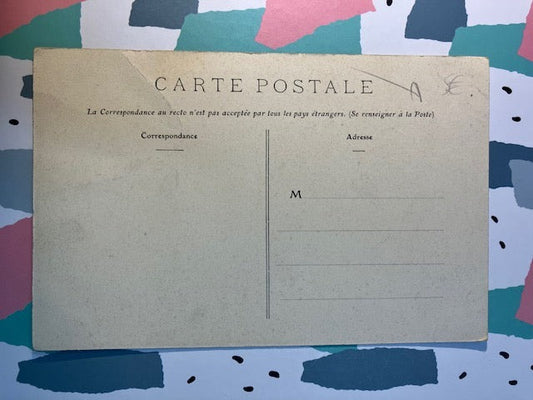 CARTE POSTALE
La Correspondance au recto n'est pas acceptée par tous les pays étrangers. (Se renseigner à la Poste)
Correspondance
Adresse
M